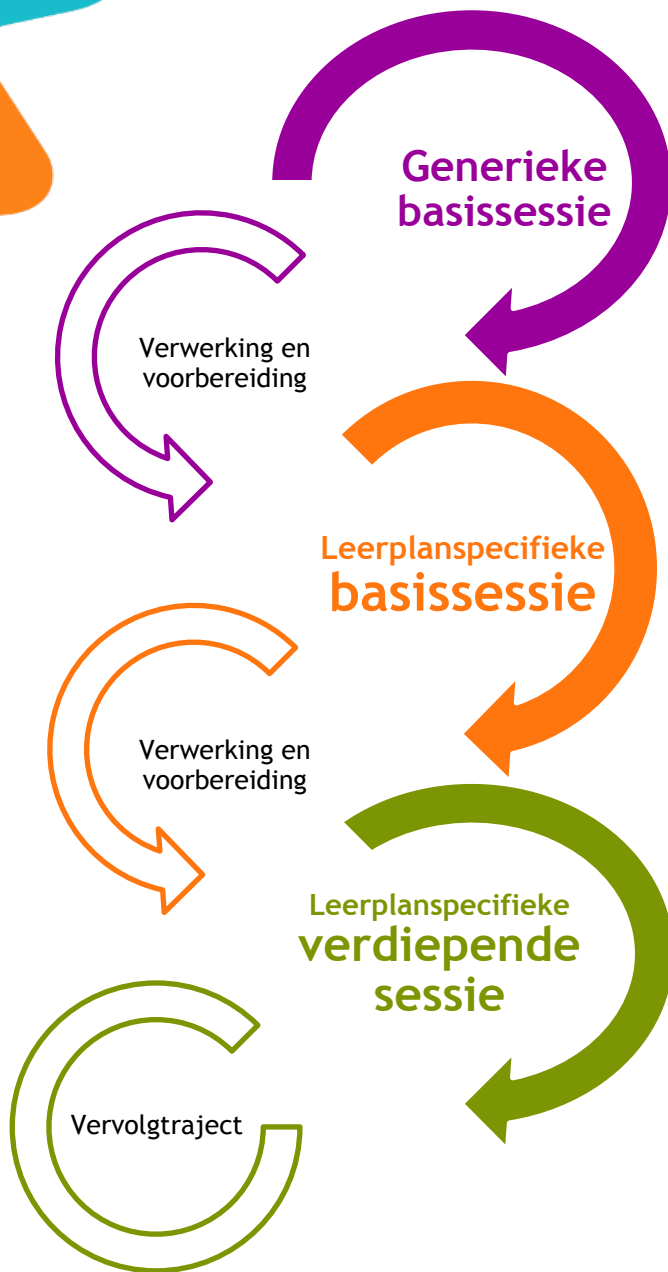 Generieke
basissessie
Verwerking en
voorbereiding
Leerplanspecifieke
basissessie
Verwerking en
voorbereiding
Leerplanspecifieke
verdiepende
sessie
Vervolgtraject